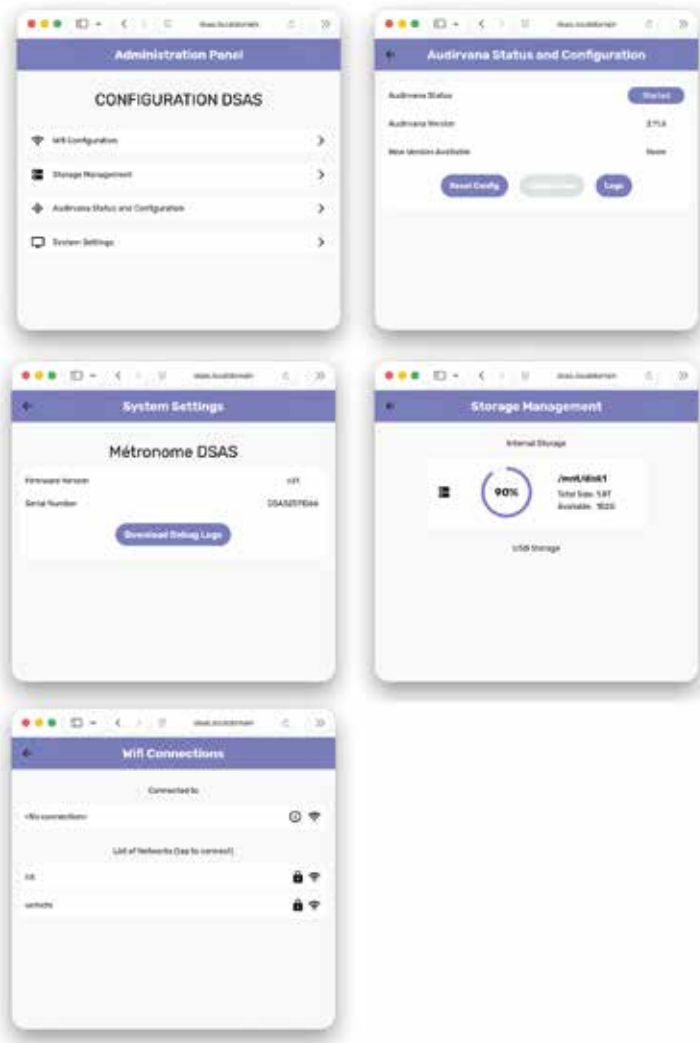 Administration Panel
CONFIGURATION DSAS
Wifi Configuration
Storage Management
Audirvana Status and Configuration
System Settings
Audirvana Status and Configuration
Audirvana Status
Started
Audirvana Version
New Version Available
None
Reset Config
Logs
System Settings
Métronome DSAS
Firmware Version
Serial Number
Download Debug Logs
Storage Management
Internal Storage
90%
/mnt/disk1
Total Size:
Available:
USB Storage
Wifi Connections
Connected to
<No connection>
List of Networks (tap to connect)